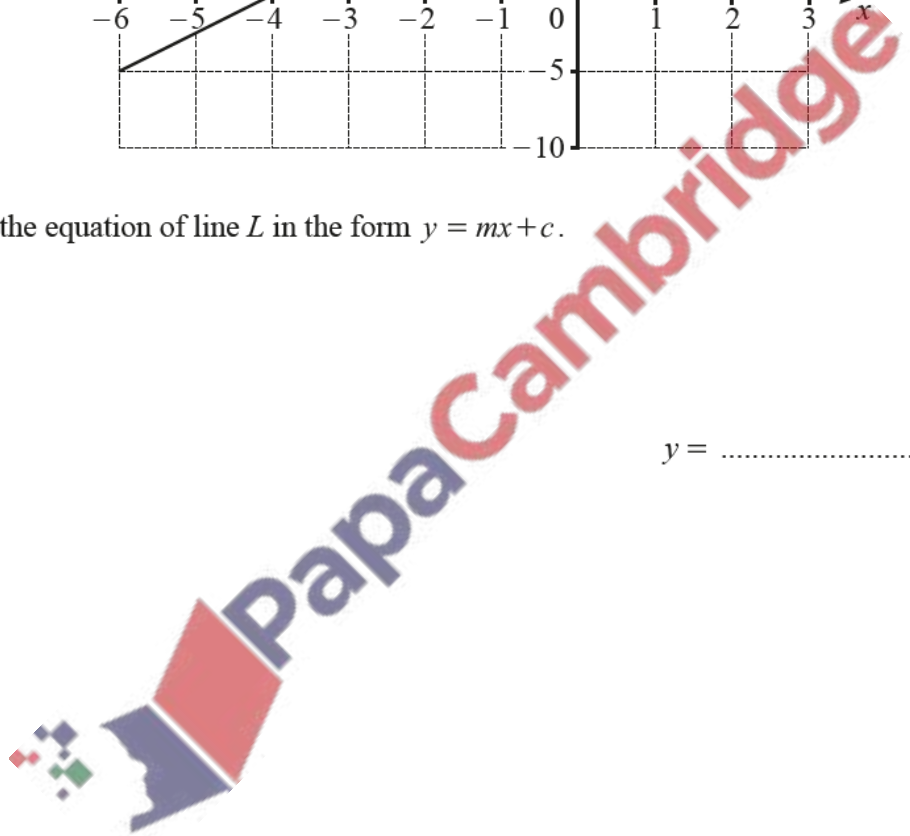 −6 −5 −4 −3 −2 −1 0 1 2 3 x
−5
−10
the equation of line L in the form y = mx + c.
y = ........................
PapaCambridge